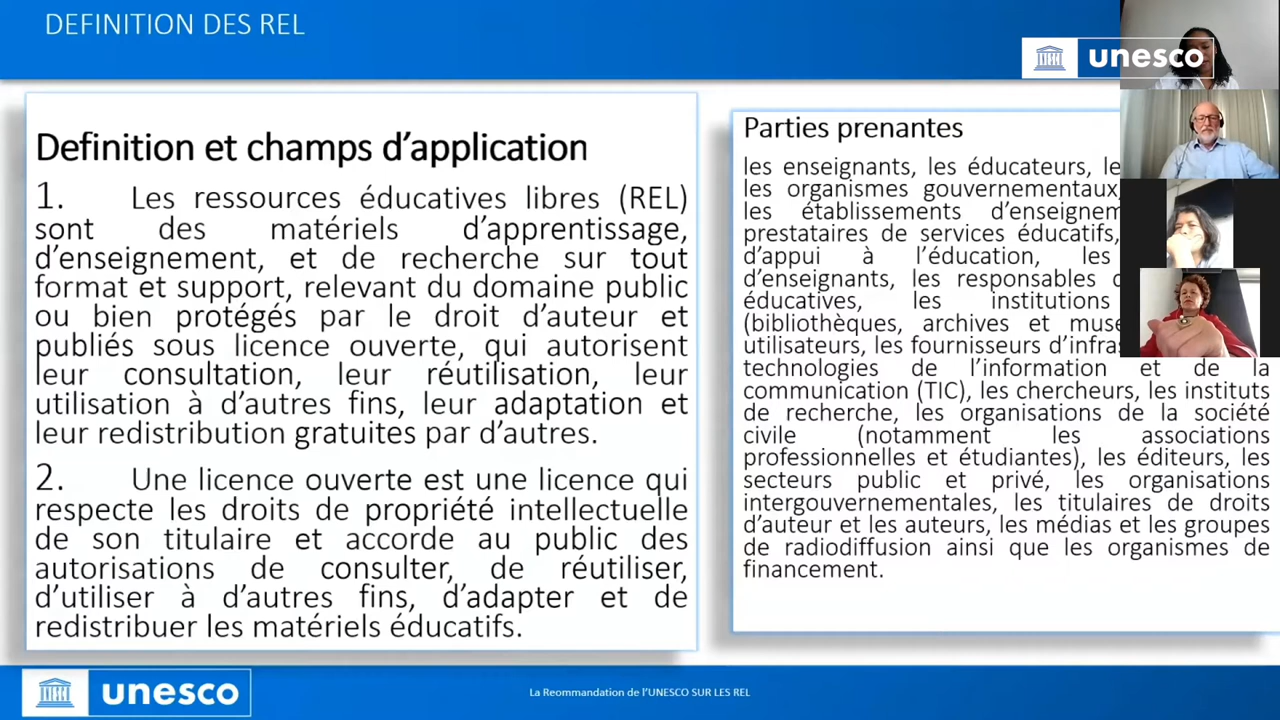 DEFINITION DES REL
unesco
Definition et champs d'application
1. Les ressources éducatives libres (REL)
sont des matériels d'apprentissage,
d'enseignement, et de recherche sur tout
format et support, relevant du domaine public
ou bien protégés par le droit d'auteur et
publiés sous licence ouverte, qui autorisent
leur consultation, leur réutilisation, leur
utilisation à d'autres fins, leur adaptation et
leur redistribution gratuites par d'autres.
2. Une licence ouverte est une licence qui
respecte les droits de propriété intellectuelle
de son titulaire et accorde au public des
autorisations de consulter, de réutiliser,
d'utiliser à d'autres fins, d'adapter et de
redistribuer les matériels éducatifs.
Parties prenantes
les enseignants, les éducateurs,
les organismes gouvernementaux
les établissements
prestataires de services éducatifs,
d'appui à l'éducation, les
d'enseignants, les responsables
éducatives, les institutions
(bibliothèques, archives et
utilisateurs, les fournisseurs
technologies de l'information et de la
communication (TIC), les chercheurs, les instituts
de recherche, les organisations de la société
civile (notamment les associations
professionnelles et étudiantes), les éditeurs, les
secteurs public et privé, les organisations
intergouvernementales, les titulaires de droits
d'auteur et les auteurs, les médias et les groupes
de radiodiffusion ainsi que les organismes de
financement.
unesco
La Reommandation de l'UNESCO SUR LES REL